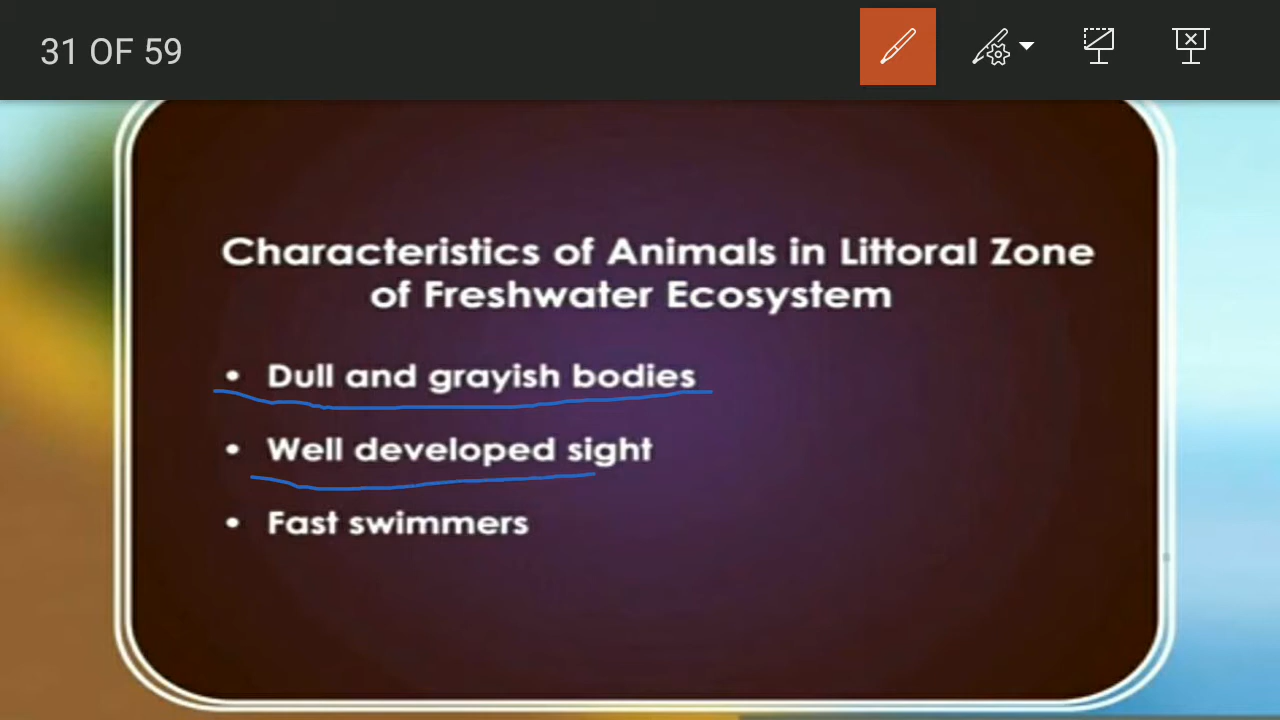 31 OF 59
Characteristics of Animals in Littoral Zone
of Freshwater Ecosystem
• Dull and grayish bodies
• Well developed sight
• Fast swimmers